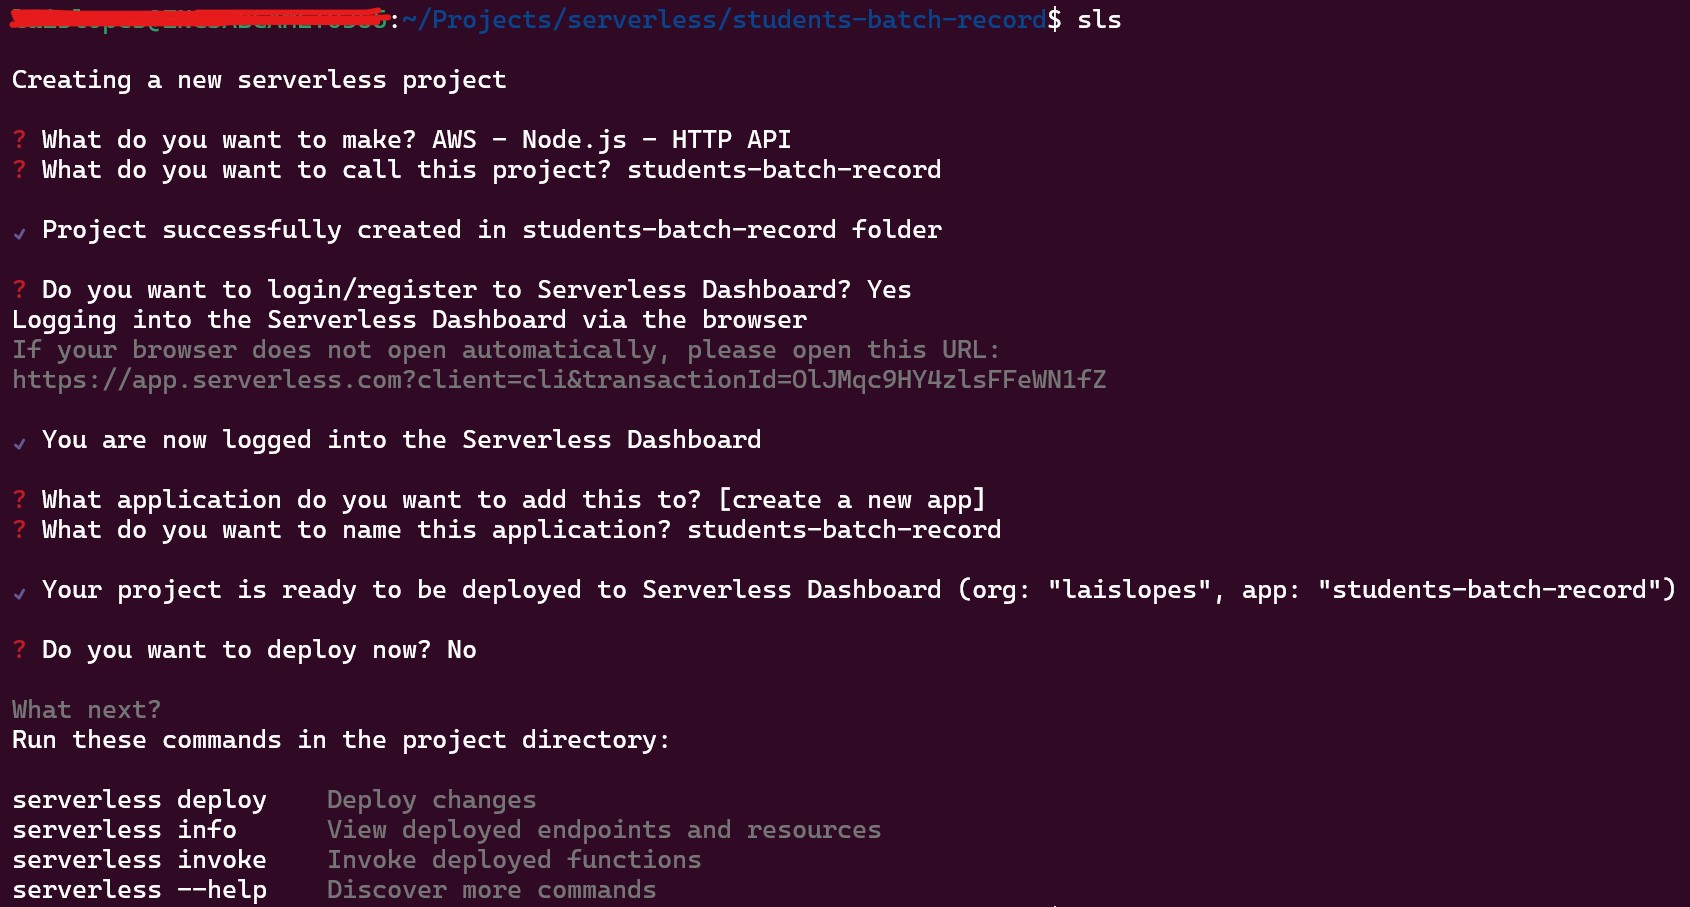 :~/Projects/serverless/students-batch-record$ sls
Creating a new serverless project
? What do you want to make? AWS - Node.js - HTTP API
? What do you want to call this project? students-batch-record
✓ Project successfully created in students-batch-record folder
? Do you want to login/register to Serverless Dashboard? Yes
Logging into the Serverless Dashboard via the browser
If your browser does not open automatically, please open this URL:
https://app.serverless.com?client=cli&transactionId=OlJMqc9HY4zlsFFeWN1fZ
✓ You are now logged into the Serverless Dashboard
? What application do you want to add this to? [create a new app]
? What do you want to name this application? students-batch-record
✓ Your project is ready to be deployed to Serverless Dashboard (org: "laislopes", app: "students-batch-record")
? Do you want to deploy now? No
What next?
Run these commands in the project directory:
serverless deploy    Deploy changes
serverless info      View deployed endpoints and resources
serverless invoke    Invoke deployed functions
serverless --help    Discover more commands